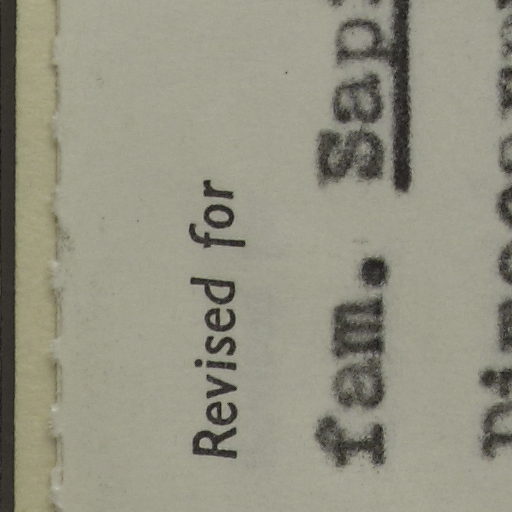 Revised for
fam. Sap